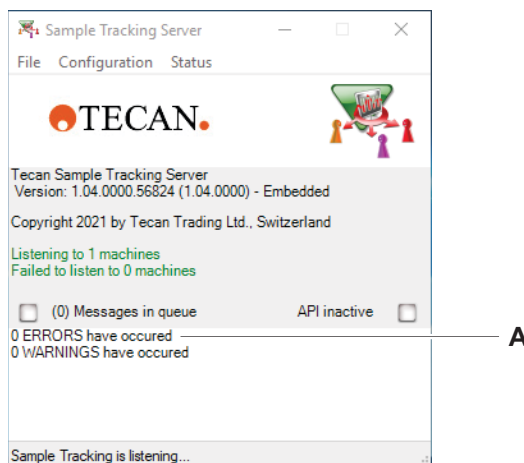 Sample Tracking Server
File Configuration Status
TECAN.
Tecan Sample Tracking Server
Version: 1.04.0000.56824 (1.04.0000) - Embedded
Copyright 2021 by Tecan Trading Ltd., Switzerland
Listening to 1 machines
Failed to listen to 0 machines
(0) Messages in queue API inactive
0 ERRORS have occured
A
0 WARNINGS have occured
Sample Tracking is listening...